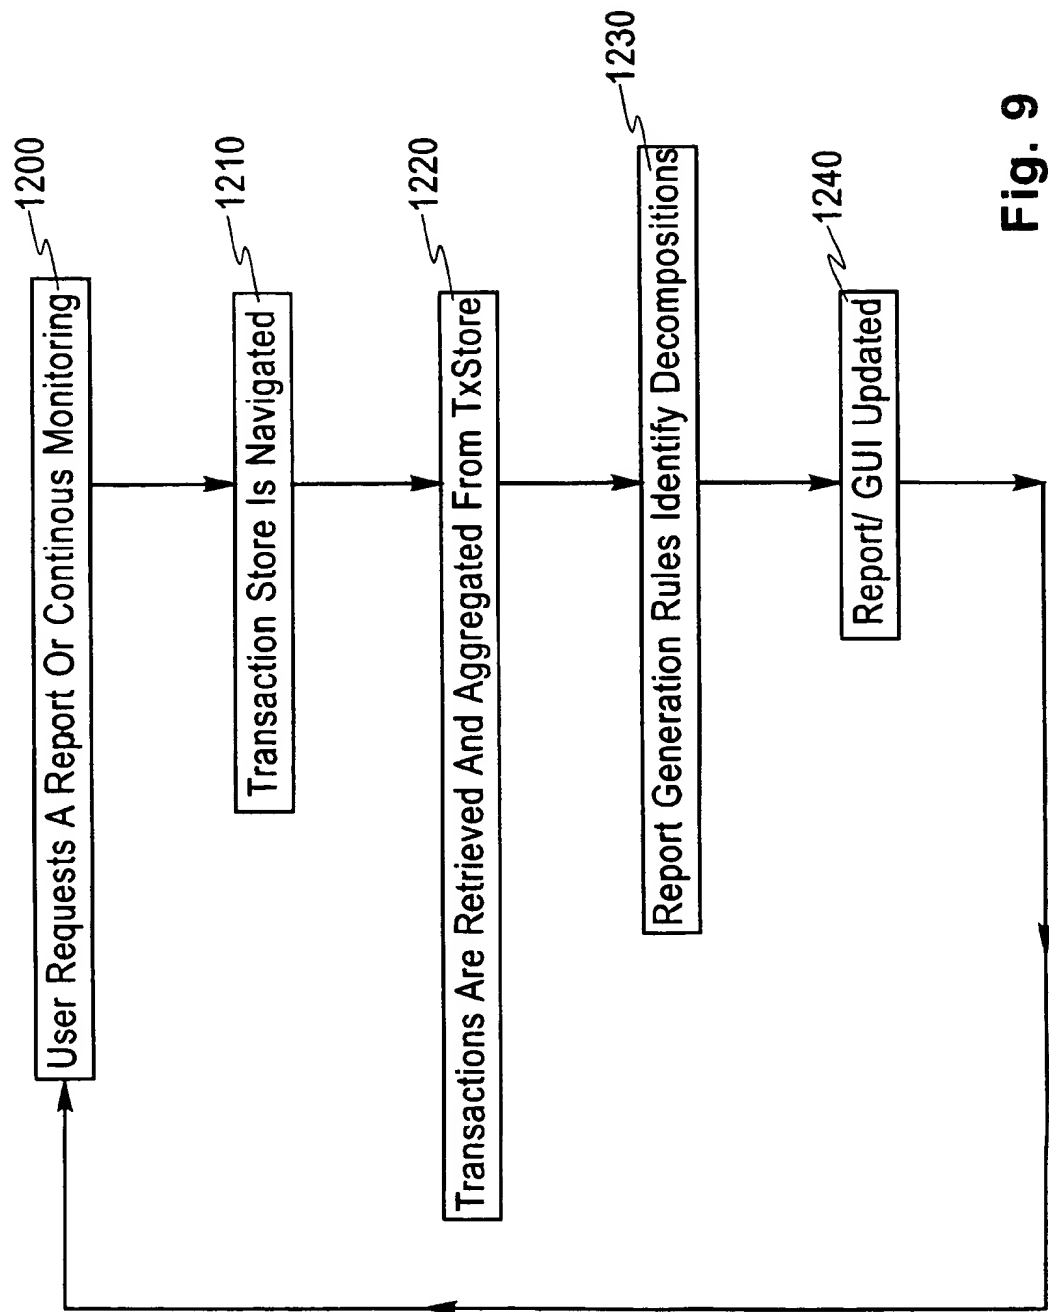 User Requests A Report Or Continous Monitoring
1200
Transaction Store Is Navigated
1210
Transactions Are Retrieved And Aggregated From TxStore
1220
Report Generation Rules Identify Decompositions
1230
Report/ GUI Updated
1240
Fig. 9